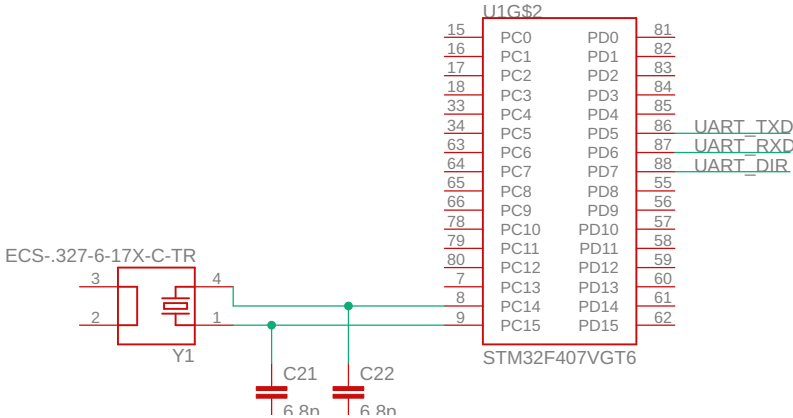 U1G$2
15 PC0 PD0 81
16 PC1 PD1 82
17 PC2 PD2 83
18 PC3 PD3 84
33 PC4 PD4 85
34 PC5 PD5 86 UART_TXD
63 PC6 PD6 87 UART_RXD
64 PC7 PD7 88 UART_DIR
65 PC8 PD8 55
66 PC9 PD9 56
78 PC10 PD10 57
79 PC11 PD11 58
80 PC12 PD12 59
7 PC13 PD13 60
8 PC14 PD14 61
9 PC15 PD15 62
STM32F407VGT6
ECS-.327-6-17X-C-TR
3 4
2 1
Y1
C21 C22
6.8p 6.8p